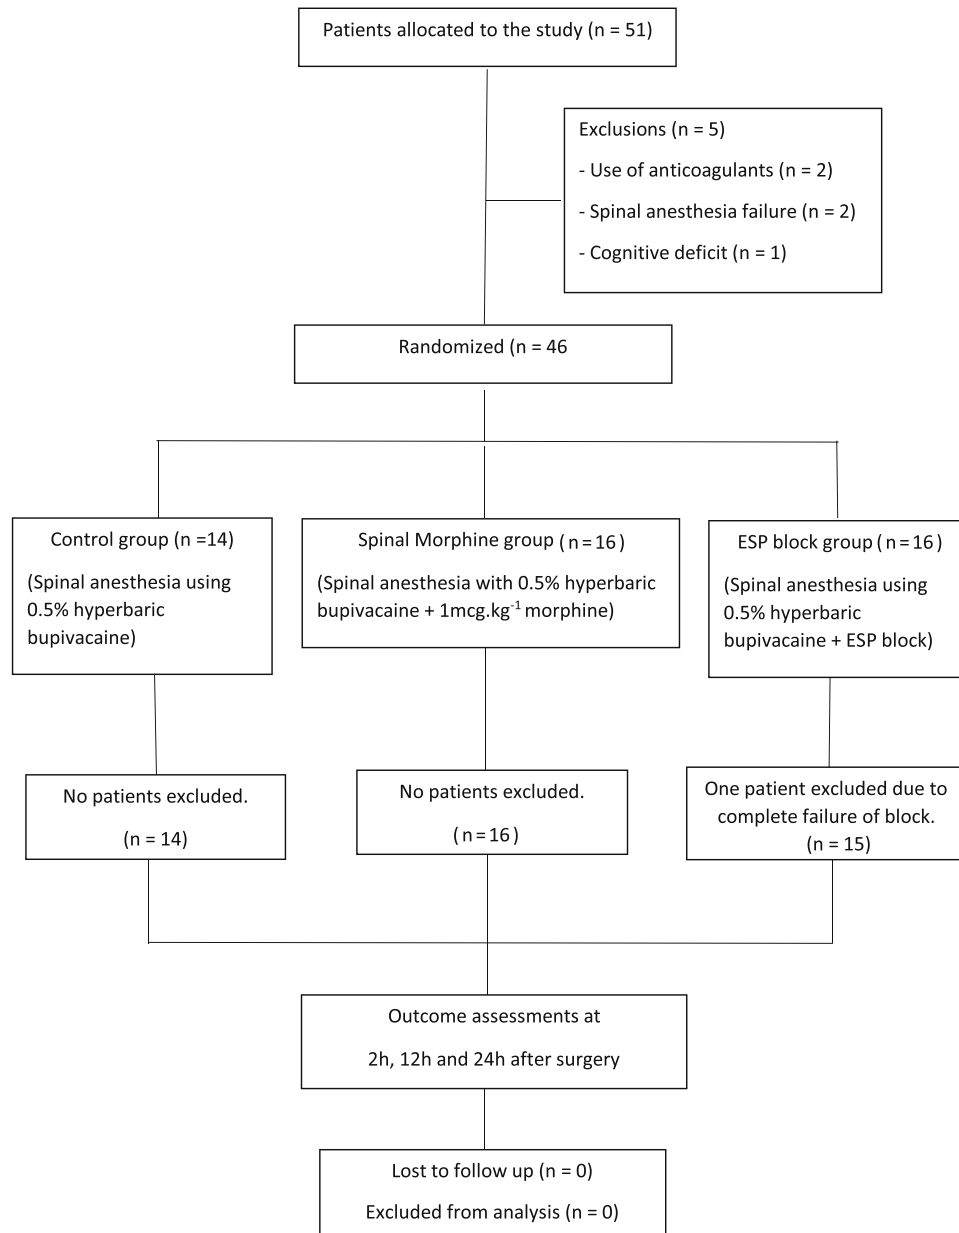 Patients allocated to the study (n = 51)
Exclusions (n = 5)
- Use of anticoagulants (n = 2)
- Spinal anesthesia failure (n = 2)
- Cognitive deficit (n = 1)
Randomized (n = 46
Control group (n =14)
(Spinal anesthesia using
0.5% hyperbaric
bupivacaine)
Spinal Morphine group (n = 16)
(Spinal anesthesia with 0.5% hyperbaric
bupivacaine + 1mcg.kg⁻¹ morphine)
ESP block group (n = 16)
(Spinal anesthesia using
0.5% hyperbaric
bupivacaine + ESP block)
No patients excluded.
(n = 14)
No patients excluded.
(n = 16)
One patient excluded due to
complete failure of block.
(n = 15)
Outcome assessments at
2h, 12h and 24h after surgery
Lost to follow up (n = 0)
Excluded from analysis (n = 0)